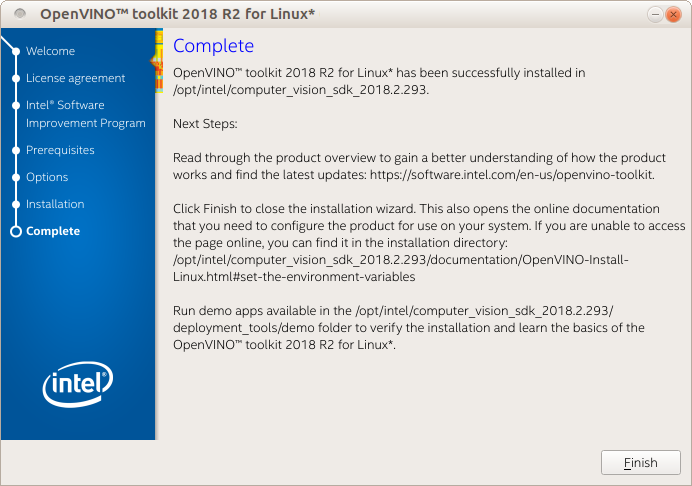 OpenVINO™ toolkit 2018 R2 for Linux*
Welcome
License agreement
Intel® Software
Improvement Program
Prerequisites
Options
Installation
Complete
intel®
Complete
OpenVINO™ toolkit 2018 R2 for Linux* has been successfully installed in
/opt/intel/computer_vision_sdk_2018.2.293.
Next Steps:
Read through the product overview to gain a better understanding of how the product
works and find the latest updates: https://software.intel.com/en-us/openvino-toolkit.
Click Finish to close the installation wizard. This also opens the online documentation
that you need to configure the product for use on your system. If you are unable to access
the page online, you can find it in the installation directory:
/opt/intel/computer_vision_sdk_2018.2.293/documentation/OpenVINO-Install-
Linux.html#set-the-environment-variables
Run demo apps available in the /opt/intel/computer_vision_sdk_2018.2.293/
deployment_tools/demo folder to verify the installation and learn the basics of the
OpenVINO™ toolkit 2018 R2 for Linux*.
Finish